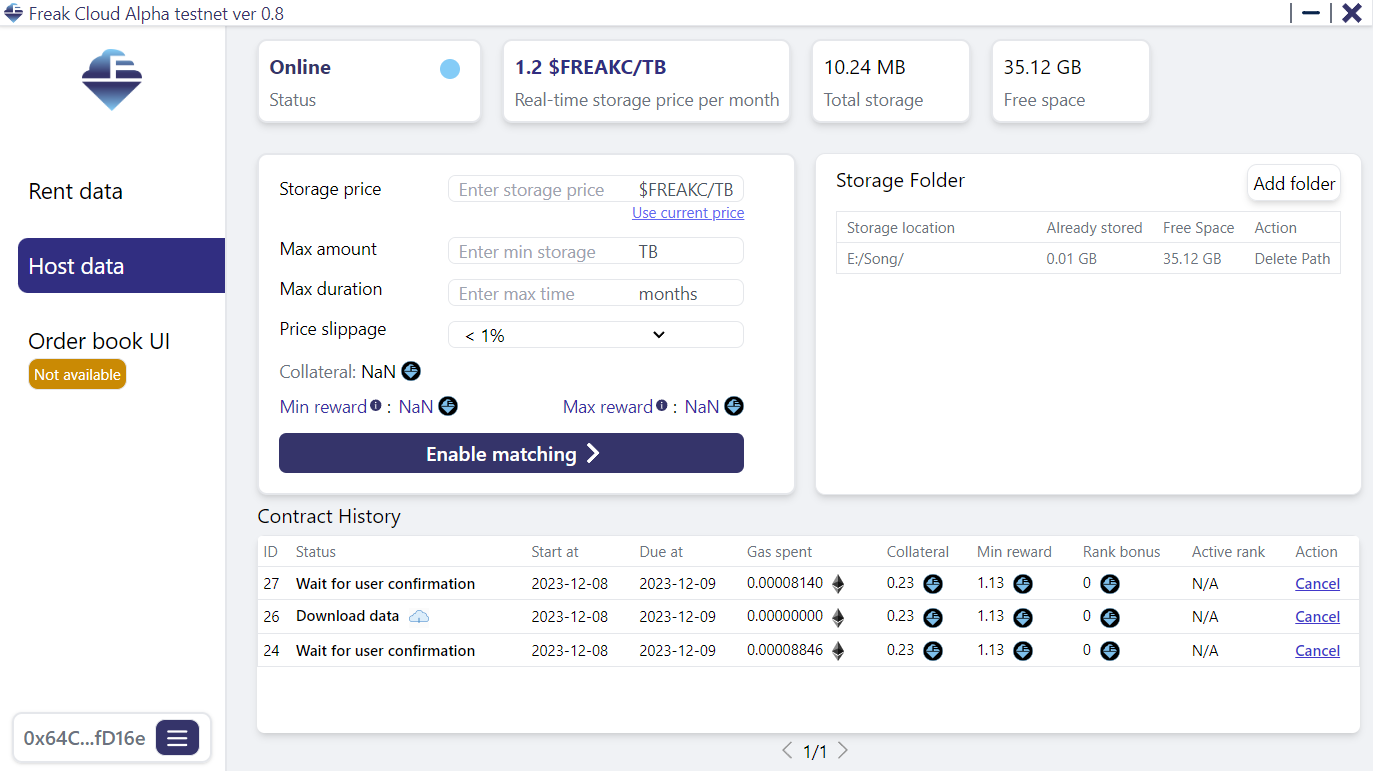 Freak Cloud Alpha testnet ver 0.8
Rent data
Host data
Order book UI
Not available
0x64C...fD16e
Online
Status
1.2 $FREAKC/TB
Real-time storage price per month
10.24 MB
Total storage
35.12 GB
Free space
Storage price Enter storage price $FREAKC/TB
Use current price
Max amount Enter min storage TB
Max duration Enter max time months
Price slippage < 1%
Collateral: NaN
Min reward : NaN Max reward : NaN
Enable matching
Storage Folder Add folder
Storage location Already stored Free Space Action
E:/Song/ 0.01 GB 35.12 GB Delete Path
Contract History
ID Status Start at Due at Gas spent Collateral Min reward Rank bonus Active rank Action
27 Wait for user confirmation 2023-12-08 2023-12-09 0.00008140 0.23 1.13 0 N/A Cancel
26 Download data 2023-12-08 2023-12-09 0.00000000 0.23 1.13 0 N/A Cancel
24 Wait for user confirmation 2023-12-08 2023-12-09 0.00008846 0.23 1.13 0 N/A Cancel
1/1